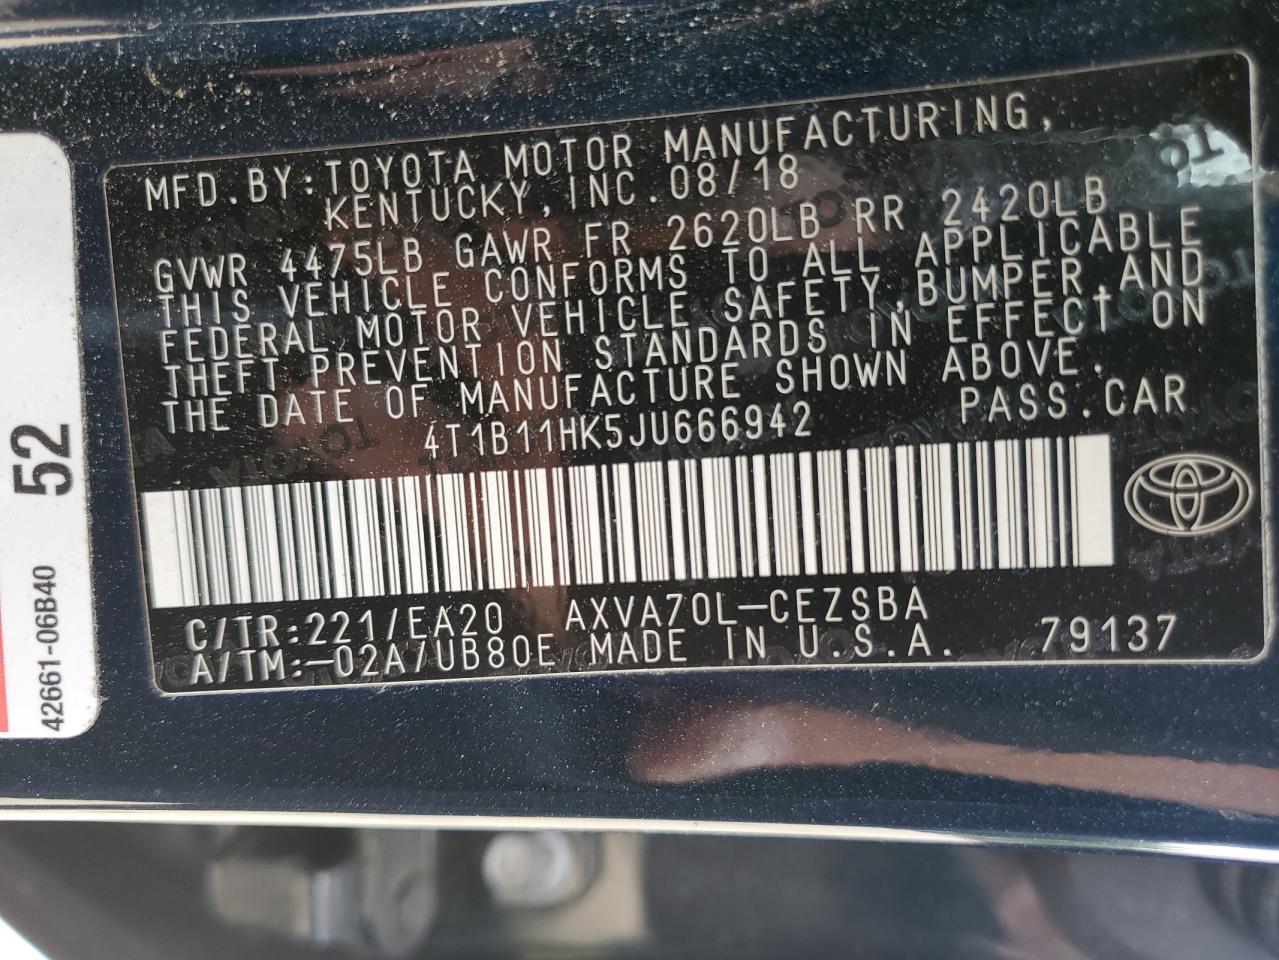 MFD.BY:TOYOTA MOTOR MANUFACTURING,
KENTUCKY,INC.08/18
GVWR 4475LB GAWR FR 2620LB RR 2420LB
THIS VEHICLE CONFORMS TO ALL APPLICABLE
FEDERAL MOTOR VEHICLE SAFETY,BUMPER,AND
THEFT PREVENTION STANDARDS IN EFFECT ON
THE DATE OF MANUFACTURE SHOWN ABOVE.
4T1B11HK5JU666942 PASS.CAR
C/TR:221/EA20 AXVA70L-CEZSBA
A/TM:-02A/UB80E MADE IN U.S.A. 79137
52
42661-06B40